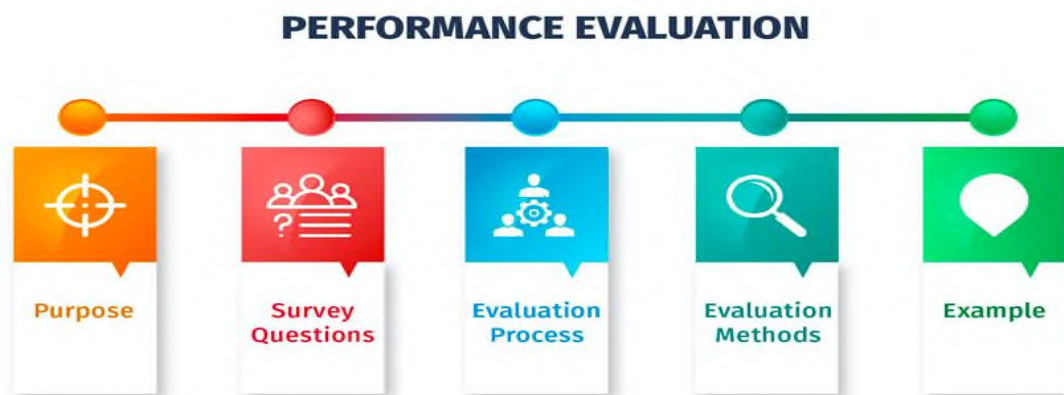 PERFORMANCE EVALUATION
?
Purpose
Survey
Questions
Evaluation
Process
Evaluation
Methods
Example